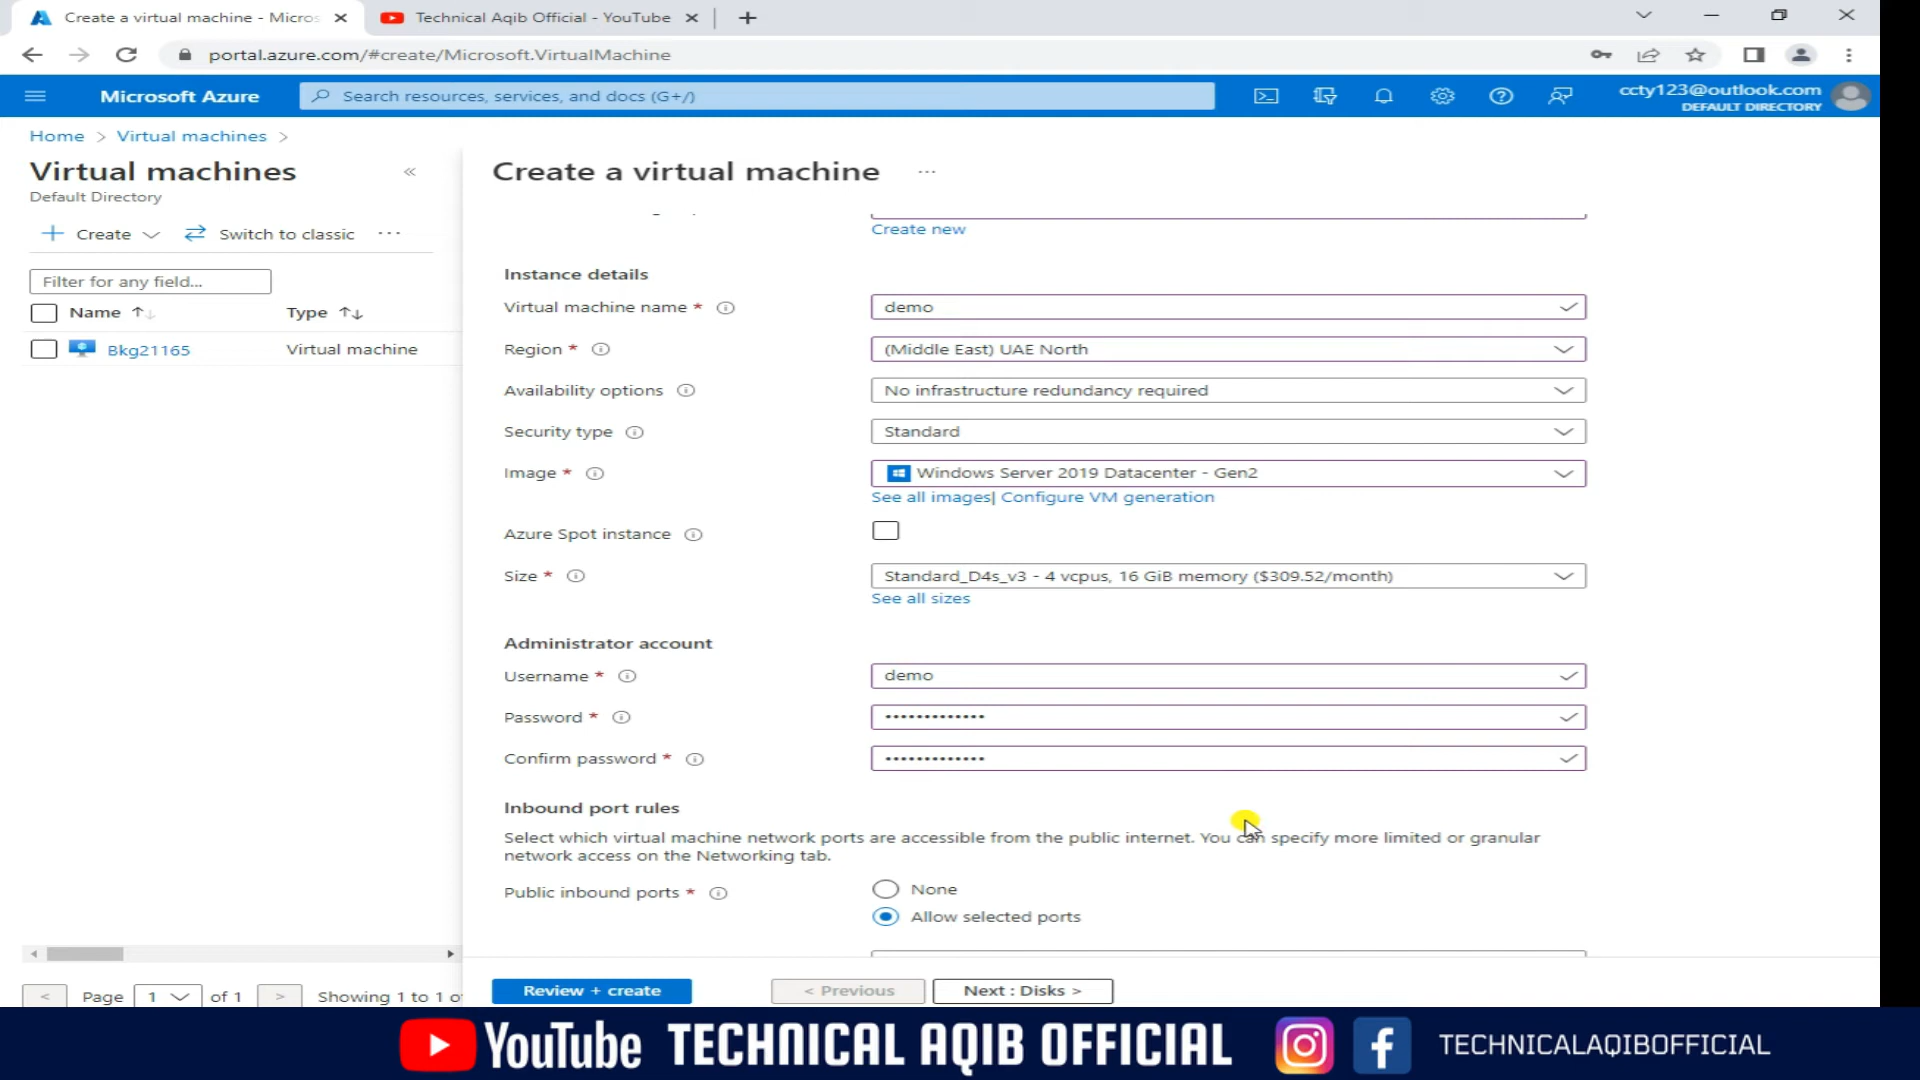 Create a virtual machine - Micros
Technical Aqib Official - YouTube
portal.azure.com/#create/Microsoft.VirtualMachine
Microsoft Azure
Search resources, services, and docs (G+/)
ccty123@outlook.com
DEFAULT DIRECTORY
Home > Virtual machines >
Virtual machines
Default Directory
Create
Switch to classic
Filter for any field...
Name
Type
Bkg21165
Virtual machine
< Page 1 of 1 > Showing 1 to 1 o
Create a virtual machine
Create new
Instance details
Virtual machine name *
demo
Region *
(Middle East) UAE North
Availability options
No infrastructure redundancy required
Security type
Standard
Image *
Windows Server 2019 Datacenter - Gen2
See all images| Configure VM generation
Azure Spot instance
Size *
Standard_D4s_v3 - 4 vcpus, 16 GiB memory ($309.52/month)
See all sizes
Administrator account
Username *
demo
Password *
•••••••••••••
Confirm password *
•••••••••••••
Inbound port rules
Select which virtual machine network ports are accessible from the public internet. You can specify more limited or granular
network access on the Networking tab.
Public inbound ports *
None
Allow selected ports
Review + create
< Previous
Next : Disks >
YouTube TECHNICAL AQIB OFFICIAL
TECHNICALAQIBOFFICIAL